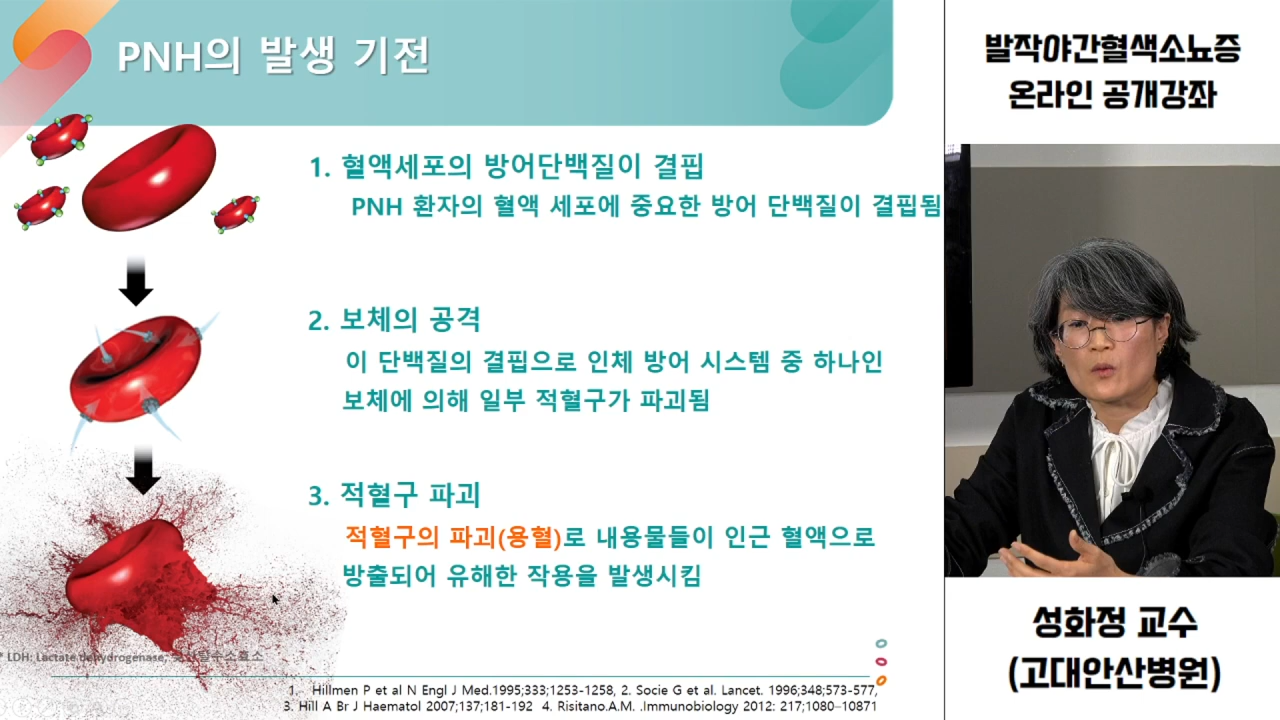 PNH의 발생 기전
1. 혈액세포의 방어단백질이 결핍
PNH 환자의 혈액 세포에 중요한 방어 단백질이 결핍됨
2. 보체의 공격
이 단백질의 결핍으로 인체 방어 시스템 중 하나인
보체에 의해 일부 적혈구가 파괴됨
3. 적혈구 파괴
적혈구의 파괴(용혈)로 내용물들이 인근 혈액으로
방출되어 유해한 작용을 발생시킴
* LDH: Lactate dehydrogenase,
1. Hillmen P et al N Engl J Med.1995;333;1253-1258, 2. Socie G et al. Lancet. 1996;348;573-577,
3. Hill A Br J Haematol 2007;137;181-192 4. Risitano.A.M. .Immunobiology 2012: 217;1080–10871
발작야간혈색소뇨증
온라인 공개강좌
성화정 교수
(고대안산병원)